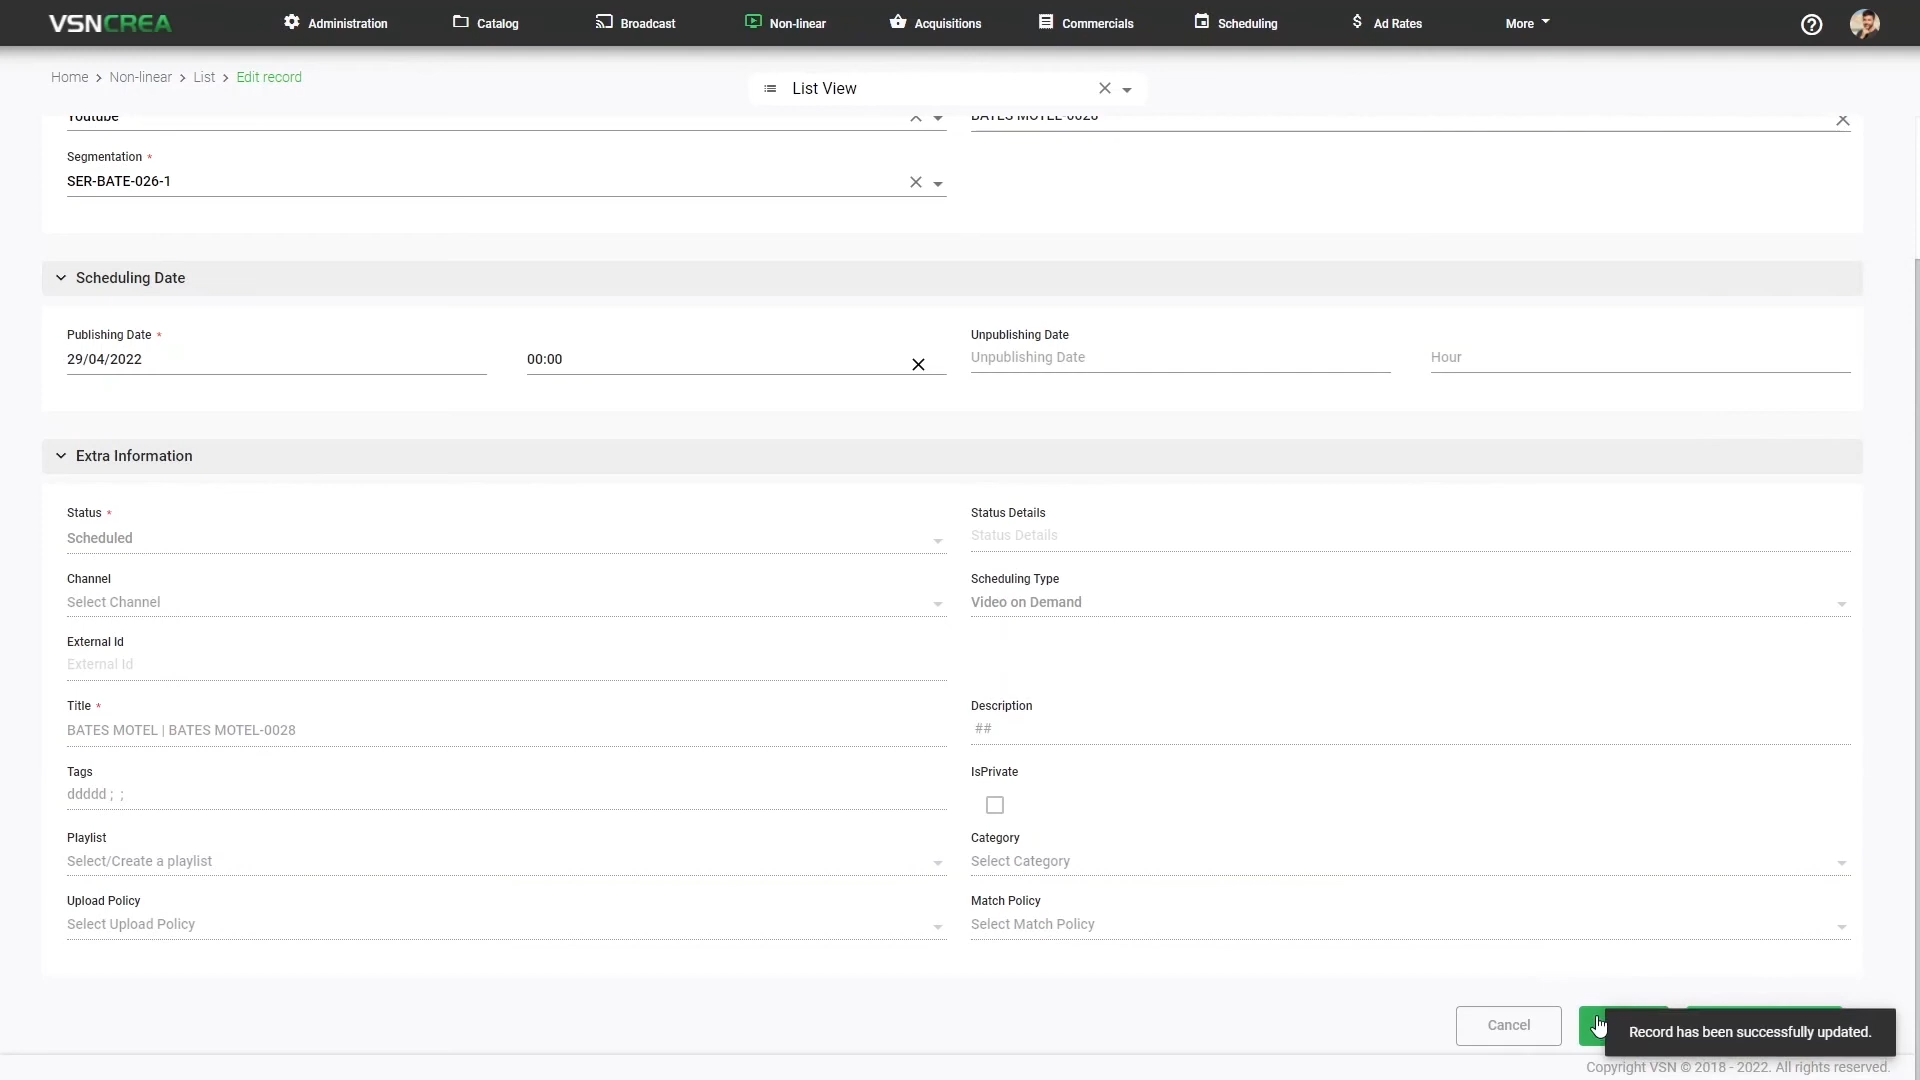 VSNCREA Administration Catalog Broadcast Non-linear Acquisitions Commercials Scheduling Ad Rates More
Home > Non-linear > List > Edit record
List View
Youtube BATES MOTEL-0028
Segmentation *
SER-BATE-026-1
Scheduling Date
Publishing Date * Unpublishing Date
29/04/2022 00:00 Unpublishing Date Hour
Extra Information
Status * Status Details
Scheduled Status Details
Channel Scheduling Type
Select Channel Video on Demand
External Id
External Id
Title * Description
BATES MOTEL | BATES MOTEL-0028 ##
Tags IsPrivate
ddddd ; ;
Playlist Category
Select/Create a playlist Select Category
Upload Policy Match Policy
Select Upload Policy Select Match Policy
Cancel Record has been successfully updated.
Copyright VSN © 2018 - 2022. All rights reserved.